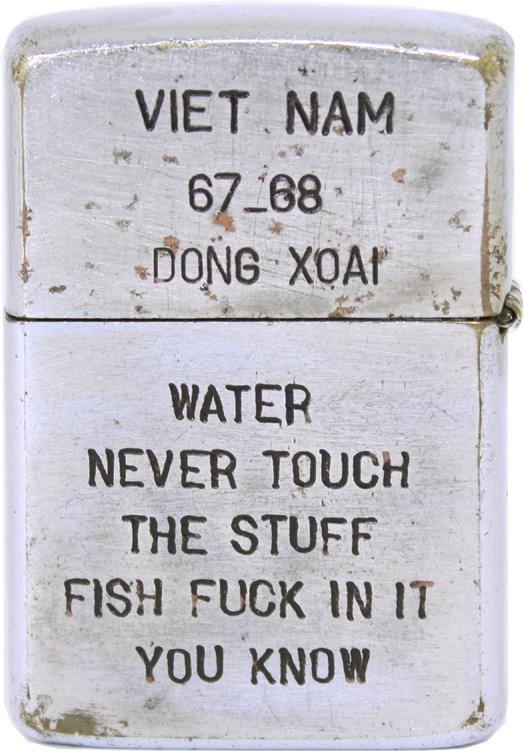 VIET NAM
67_68
DONG XOAI
WATER
NEVER TOUCH
THE STUFF
FISH FUCK IN IT
YOU KNOW